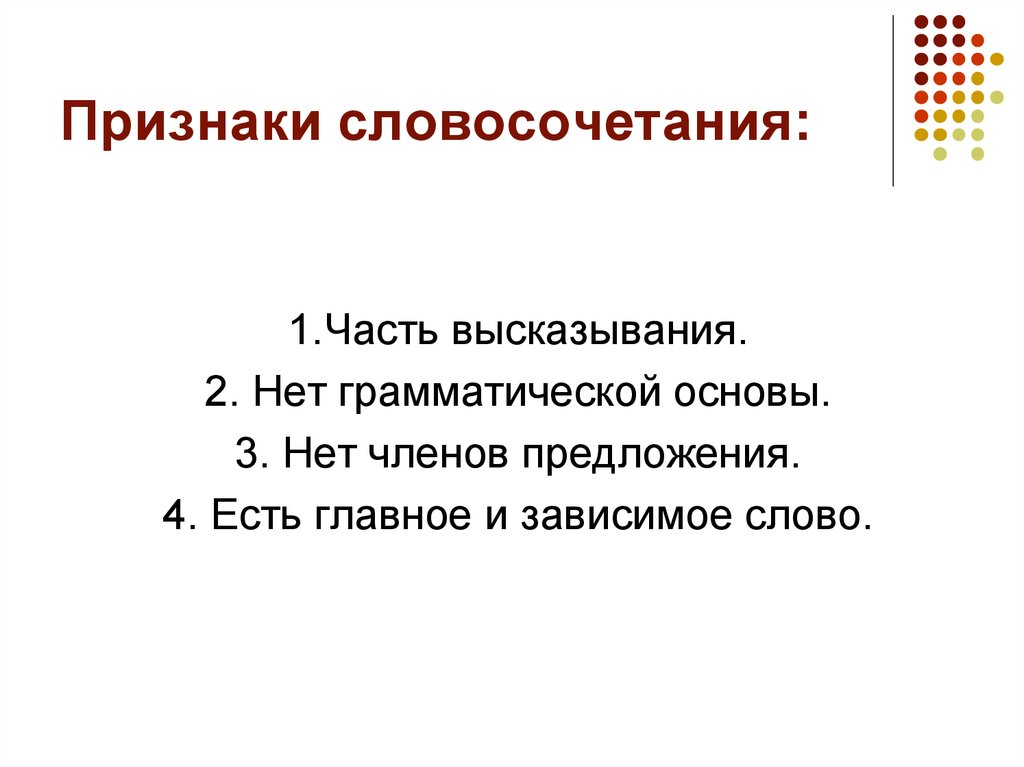 Признаки словосочетания:
1.Часть высказывания.
2. Нет грамматической основы.
3. Нет членов предложения.
4. Есть главное и зависимое слово.